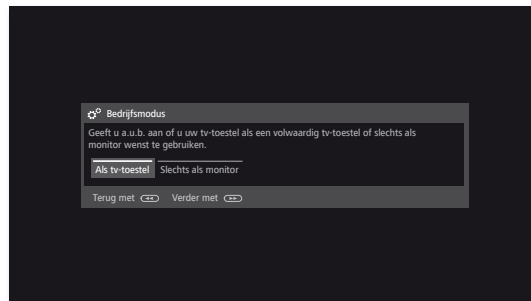 Bedrijfsmodus
Geeft u a.u.b. aan of u uw tv-toestel als een volwaardig tv-toestel of slechts als
monitor wenst te gebruiken.
Als tv-toestel Slechts als monitor
Terug met Verder met